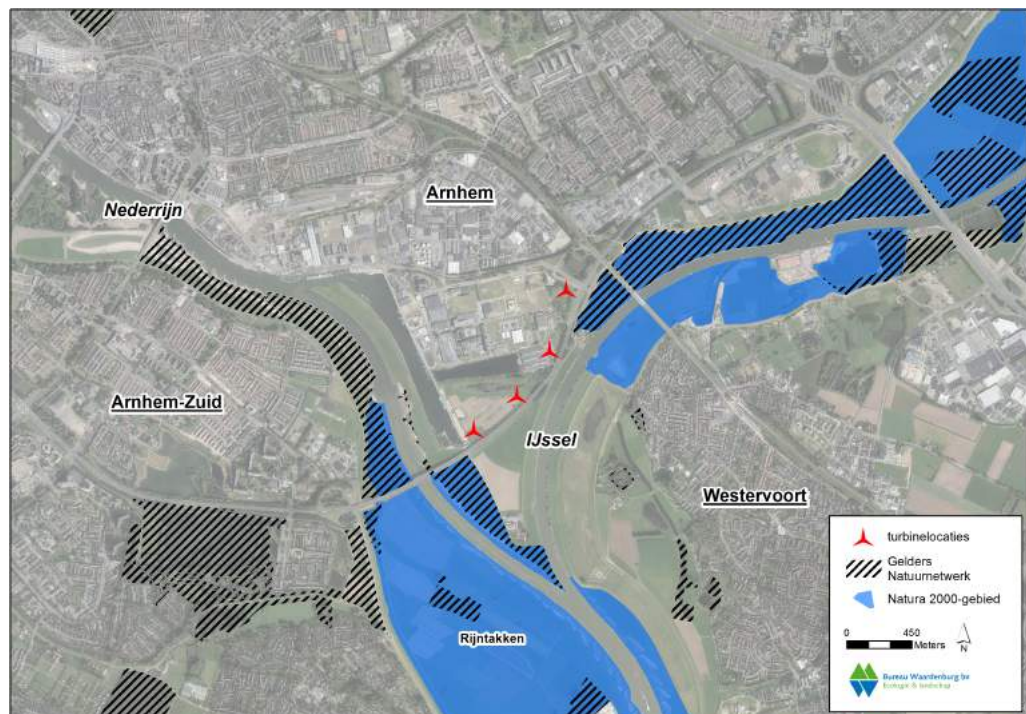 Arnhem
Nederrijn
Arnhem-Zuid
IJssel
Westervoort
Rijntakken
turbinelocaties
Gelders
Natuurnetwerk
Natura 2000-gebied
0 450
Meters
N
Bureau Waardenburg bv
Ecologie & landschap